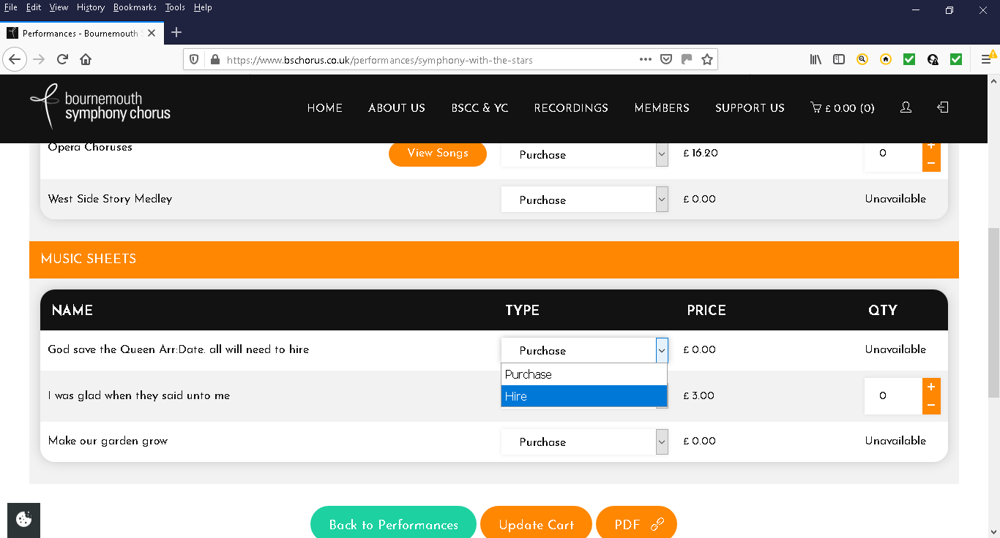 File Edit View History Bookmarks Tools Help
Performances - Bournemouth S
https://www.bschorus.co.uk/performances/symphony-with-the-stars
bournemouth
symphony chorus
HOME ABOUT US BSCC & YC RECORDINGS MEMBERS SUPPORT US £ 0.00 (0)
Opera Choruses View Songs Purchase £ 16.20 0 + −
West Side Story Medley Purchase £ 0.00 Unavailable
MUSIC SHEETS
NAME TYPE PRICE QTY
God save the Queen Arr:Date. all will need to hire Purchase £ 0.00 Unavailable
Purchase
Hire
I was glad when they said unto me £ 3.00 0 + −
Make our garden grow Purchase £ 0.00 Unavailable
Back to Performances Update Cart PDF